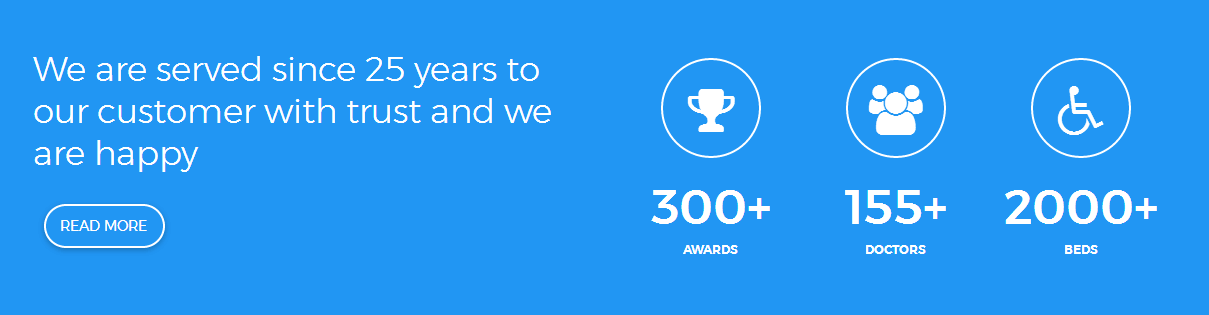 We are served since 25 years to
our customer with trust and we
are happy
READ MORE
300+
AWARDS
155+
DOCTORS
2000+
BEDS